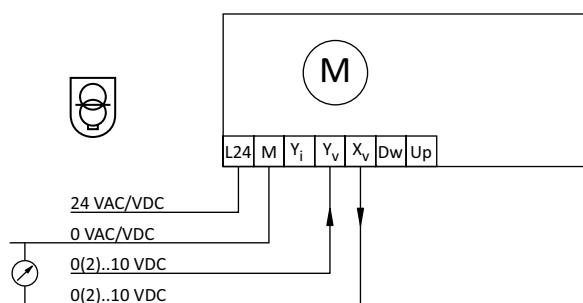 M
L24 M Yi Yv Xv Dw Up
24 VAC/VDC
0 VAC/VDC
0(2)..10 VDC
0(2)..10 VDC